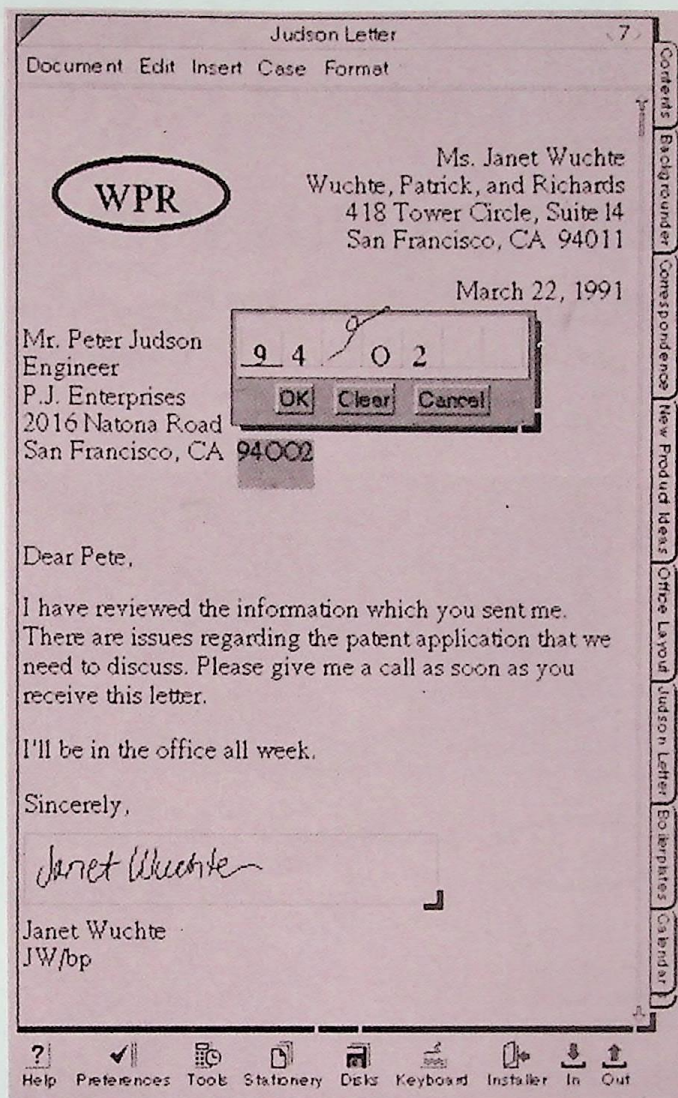 Judson Letter
7
Document Edit Insert Case Format
WPR
Ms. Janet Wuchte
Wuchte, Patrick, and Richards
418 Tower Circle, Suite 14
San Francisco, CA 94011
March 22, 1991
Mr. Peter Judson
Engineer
P.J. Enterprises
2016 Natona Road
San Francisco, CA 94002
9 4 0 2
OK Clear Cancel
Dear Pete,
I have reviewed the information which you sent me.
There are issues regarding the patent application that we
need to discuss. Please give me a call as soon as you
receive this letter.
I'll be in the office all week.
Sincerely,
Janet Wuchte
Janet Wuchte
JW/bp
Contents
Backgrounder
Correspondence
New Product Ideas
Office Layout
Judson Letter
Boilerplates
Calendar
? Help Preferences Tools Stationery Disks Keyboard Installer In Out